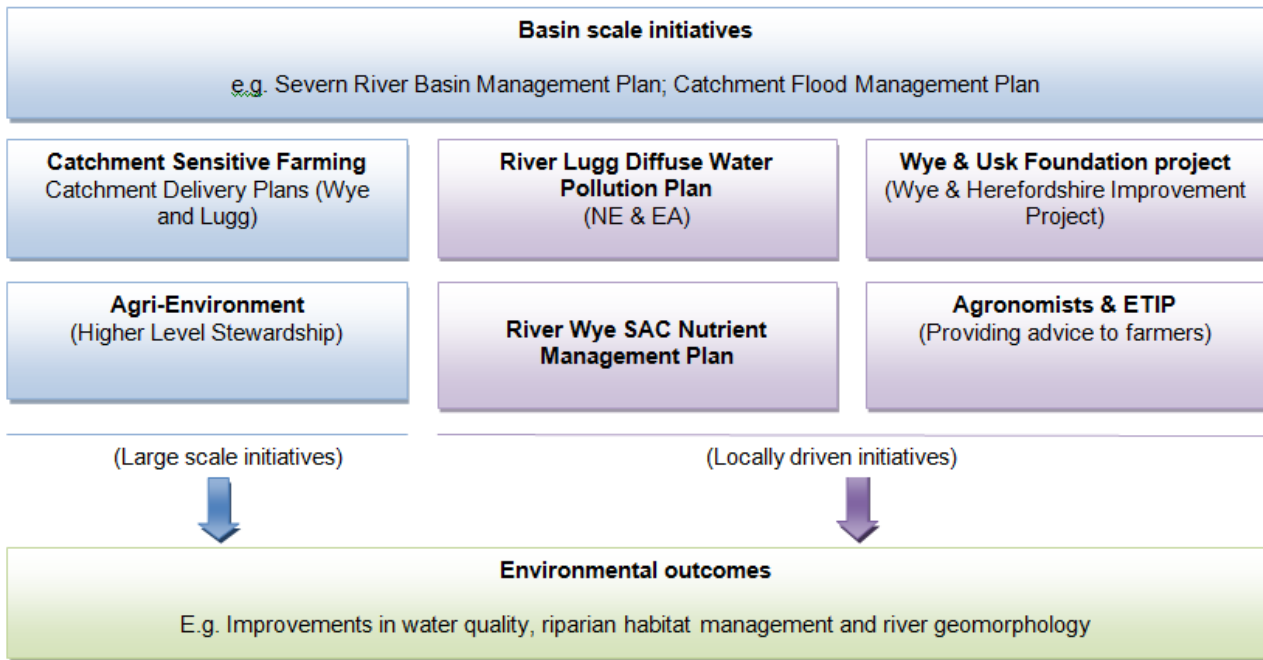 Basin scale initiatives
e.g. Severn River Basin Management Plan; Catchment Flood Management Plan
Catchment Sensitive Farming
Catchment Delivery Plans (Wye
and Lugg)
River Lugg Diffuse Water
Pollution Plan
(NE & EA)
Wye & Usk Foundation project
(Wye & Herefordshire Improvement
Project)
Agri-Environment
(Higher Level Stewardship)
River Wye SAC Nutrient
Management Plan
Agronomists & ETIP
(Providing advice to farmers)
(Large scale initiatives)
(Locally driven initiatives)
Environmental outcomes
E.g. Improvements in water quality, riparian habitat management and river geomorphology